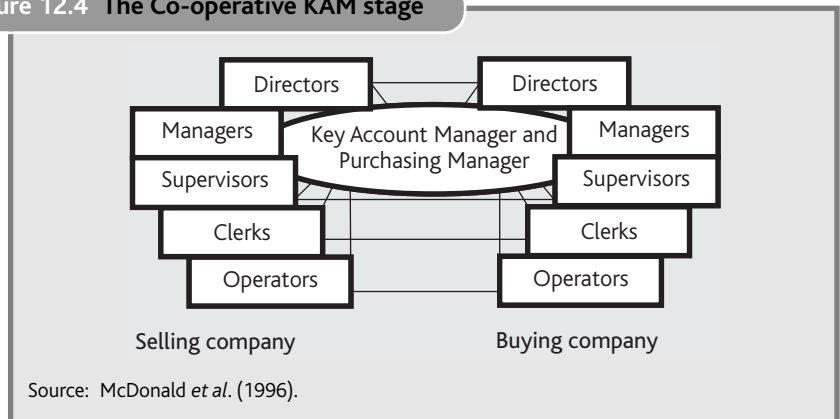 ure 12.4 The Co-operative KAM stage
Directors
Directors
Managers
Key Account Manager and
Purchasing Manager
Managers
Supervisors
Supervisors
Clerks
Clerks
Operators
Operators
Selling company
Buying company
Source: McDonald et al. (1996).